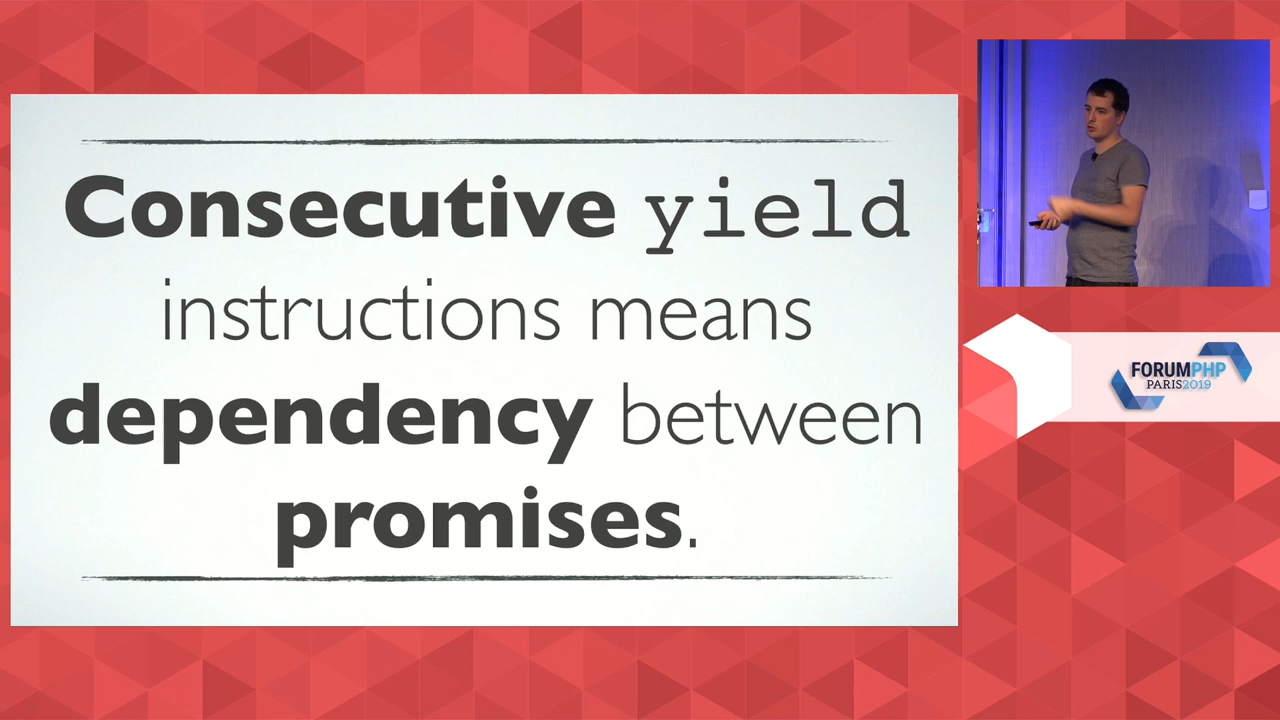 Consecutive yield
instructions means
dependency between
promises.
FORUMPHP
PARIS2019